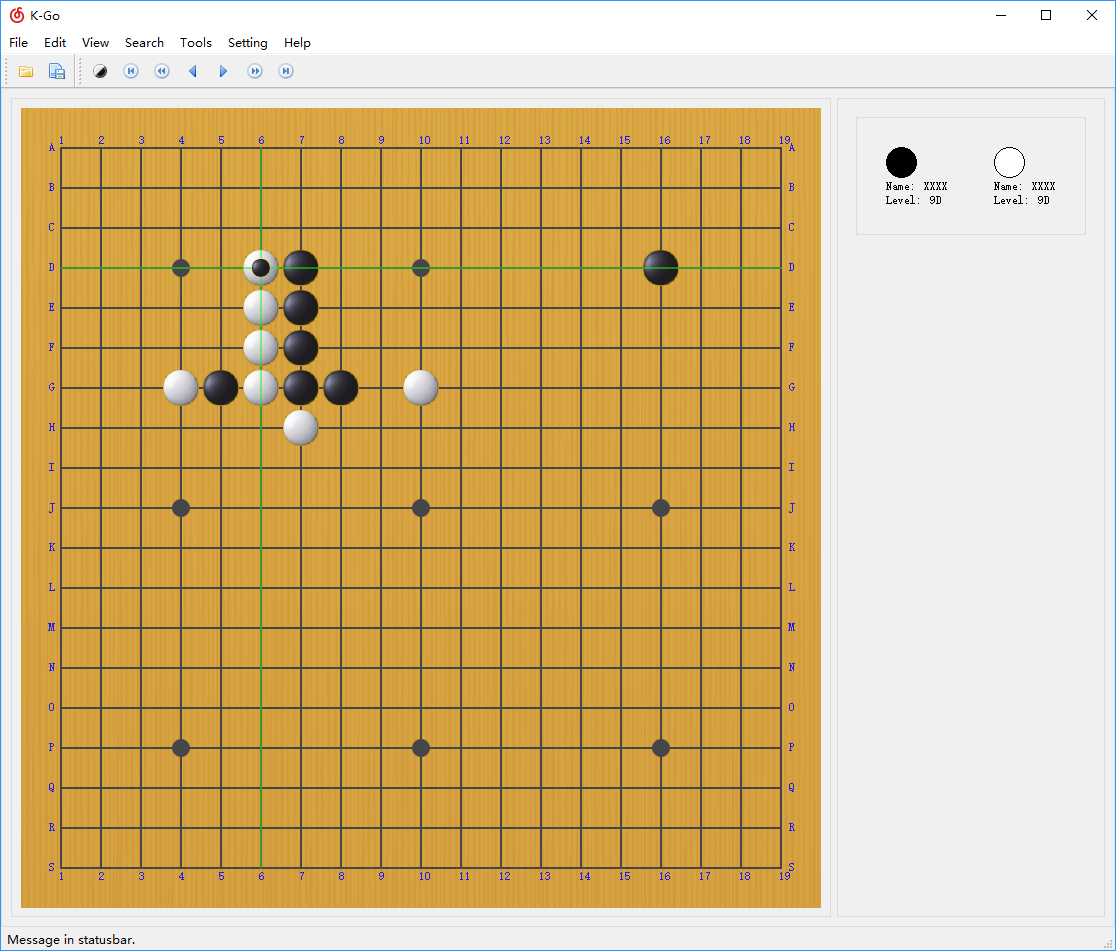 K-Go
File Edit View Search Tools Setting Help
1 2 3 4 5 6 7 8 9 10 11 12 13 14 15 16 17 18 19
A A
B B
C C
D D
E E
F F
G G
H H
I I
J J
K K
L L
M M
N N
O O
P P
Q Q
R R
S S
1 2 3 4 5 6 7 8 9 10 11 12 13 14 15 16 17 18 19
Name: XXXX
Level: 9D
Name: XXXX
Level: 9D
Message in statusbar.